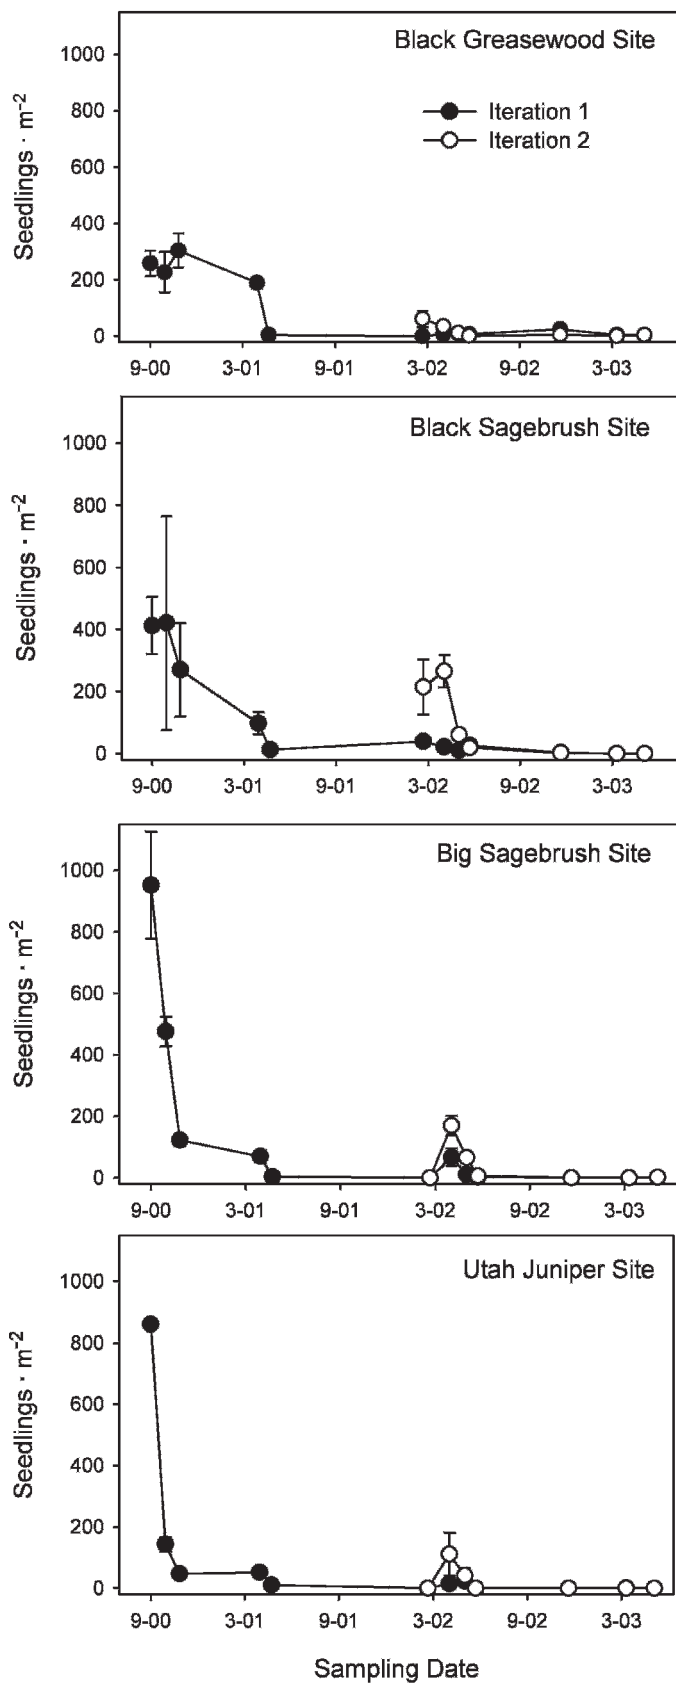 Black Greasewood Site
Seedlings · m⁻²
1000
800
600
400
200
0
Iteration 1
Iteration 2
9-00 3-01 9-01 3-02 9-02 3-03
Black Sagebrush Site
Seedlings · m⁻²
1000
800
600
400
200
0
9-00 3-01 9-01 3-02 9-02 3-03
Big Sagebrush Site
Seedlings · m⁻²
1000
800
600
400
200
0
9-00 3-01 9-01 3-02 9-02 3-03
Utah Juniper Site
Seedlings · m⁻²
1000
800
600
400
200
0
9-00 3-01 9-01 3-02 9-02 3-03
Sampling Date